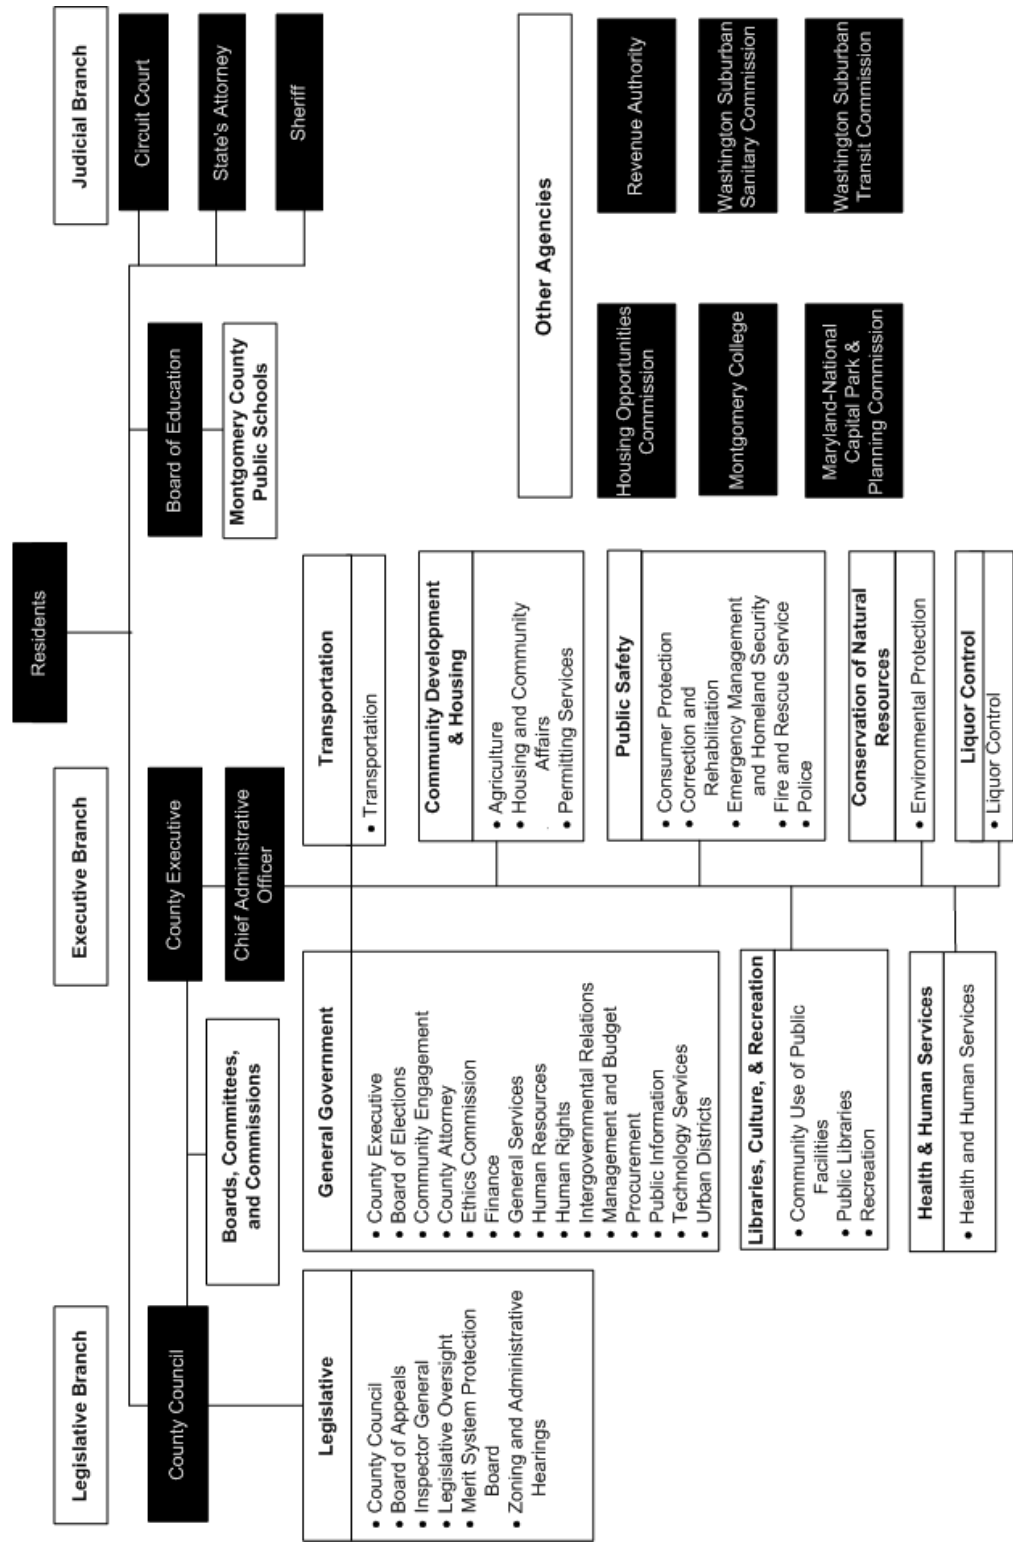 Residents
Legislative Branch
Executive Branch
Judicial Branch
County Council
County Executive
Chief Administrative
Officer
Boards, Committees,
and Commissions
Board of Education
Montgomery County
Public Schools
Circuit Court
State's Attorney
Sheriff
Legislative
• County Council
• Board of Appeals
• Inspector General
• Legislative Oversight
• Merit System Protection
Board
• Zoning and Administrative
Hearings
General Government
• County Executive
• Board of Elections
• Community Engagement
• County Attorney
• Ethics Commission
• Finance
• General Services
• Human Resources
• Human Rights
• Intergovernmental Relations
• Management and Budget
• Procurement
• Public Information
• Technology Services
• Urban Districts
Transportation
• Transportation
Community Development
& Housing
• Agriculture
• Housing and Community
Affairs
• Permitting Services
Public Safety
• Consumer Protection
• Correction and
Rehabilitation
• Emergency Management
and Homeland Security
• Fire and Rescue Service
• Police
Libraries, Culture, & Recreation
• Community Use of Public
Facilities
• Public Libraries
• Recreation
Conservation of Natural
Resources
• Environmental Protection
Health & Human Services
• Health and Human Services
Liquor Control
• Liquor Control
Other Agencies
Housing Opportunities
Commission
Revenue Authority
Montgomery College
Washington Suburban
Sanitary Commission
Maryland-National
Capital Park &
Planning Commission
Washington Suburban
Transit Commission